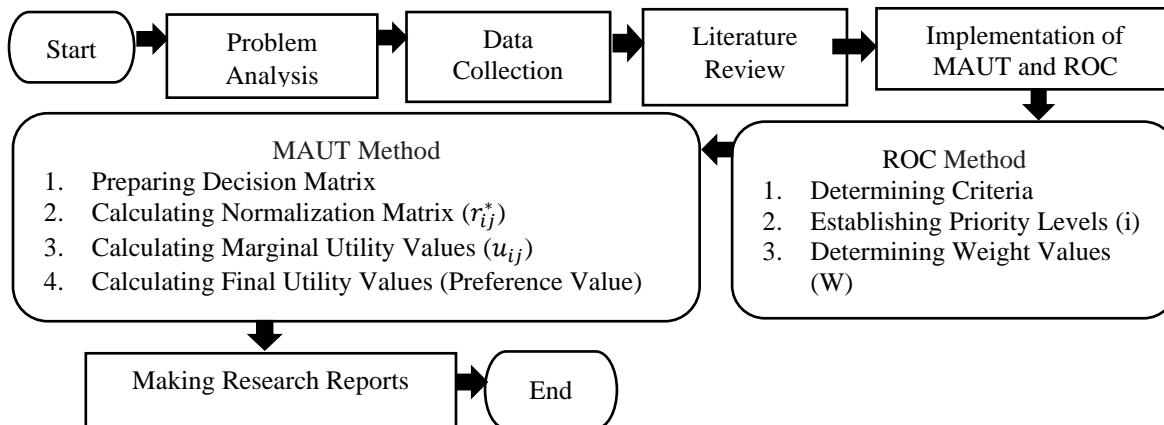 Start
Problem
Analysis
Data
Collection
Literature
Review
Implementation of
MAUT and ROC
MAUT Method
1. Preparing Decision Matrix
2. Calculating Normalization Matrix (r*ij)
3. Calculating Marginal Utility Values (uij)
4. Calculating Final Utility Values (Preference Value)
ROC Method
1. Determining Criteria
2. Establishing Priority Levels (i)
3. Determining Weight Values
(W)
Making Research Reports
End